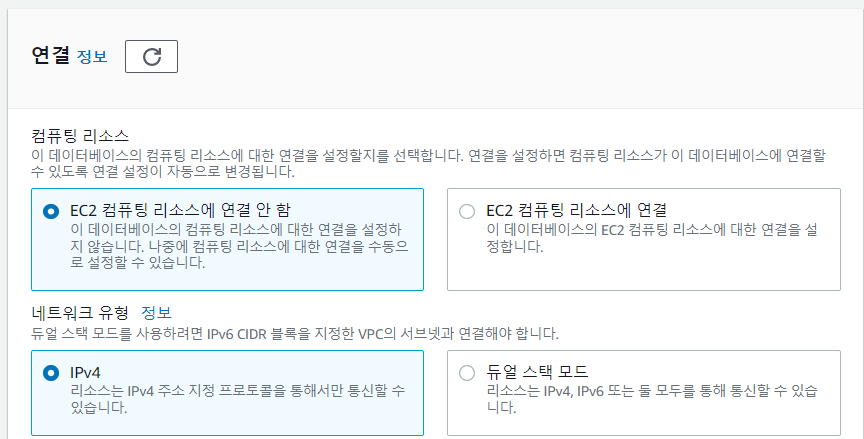 연결 정보
컴퓨팅 리소스
이 데이터베이스의 컴퓨팅 리소스에 대한 연결을 설정할지를 선택합니다. 연결을 설정하면 컴퓨팅 리소스가 이 데이터베이스에 연결할
수 있도록 연결 설정이 자동으로 변경됩니다.
EC2 컴퓨팅 리소스에 연결 안 함
이 데이터베이스의 컴퓨팅 리소스에 대한 연결을 설정하
지 않습니다. 나중에 컴퓨팅 리소스에 대한 연결을 수동으
로 설정할 수 있습니다.
EC2 컴퓨팅 리소스에 연결
이 데이터베이스의 EC2 컴퓨팅 리소스에 대한 연결을 설
정합니다.
네트워크 유형 정보
듀얼 스택 모드를 사용하려면 IPv6 CIDR 블록을 지정한 VPC의 서브넷과 연결해야 합니다.
IPv4
리소스는 IPv4 주소 지정 프로토콜을 통해서만 통신할 수
있습니다.
듀얼 스택 모드
리소스는 IPv4, IPv6 또는 둘 모두를 통해 통신할 수 있습
니다.